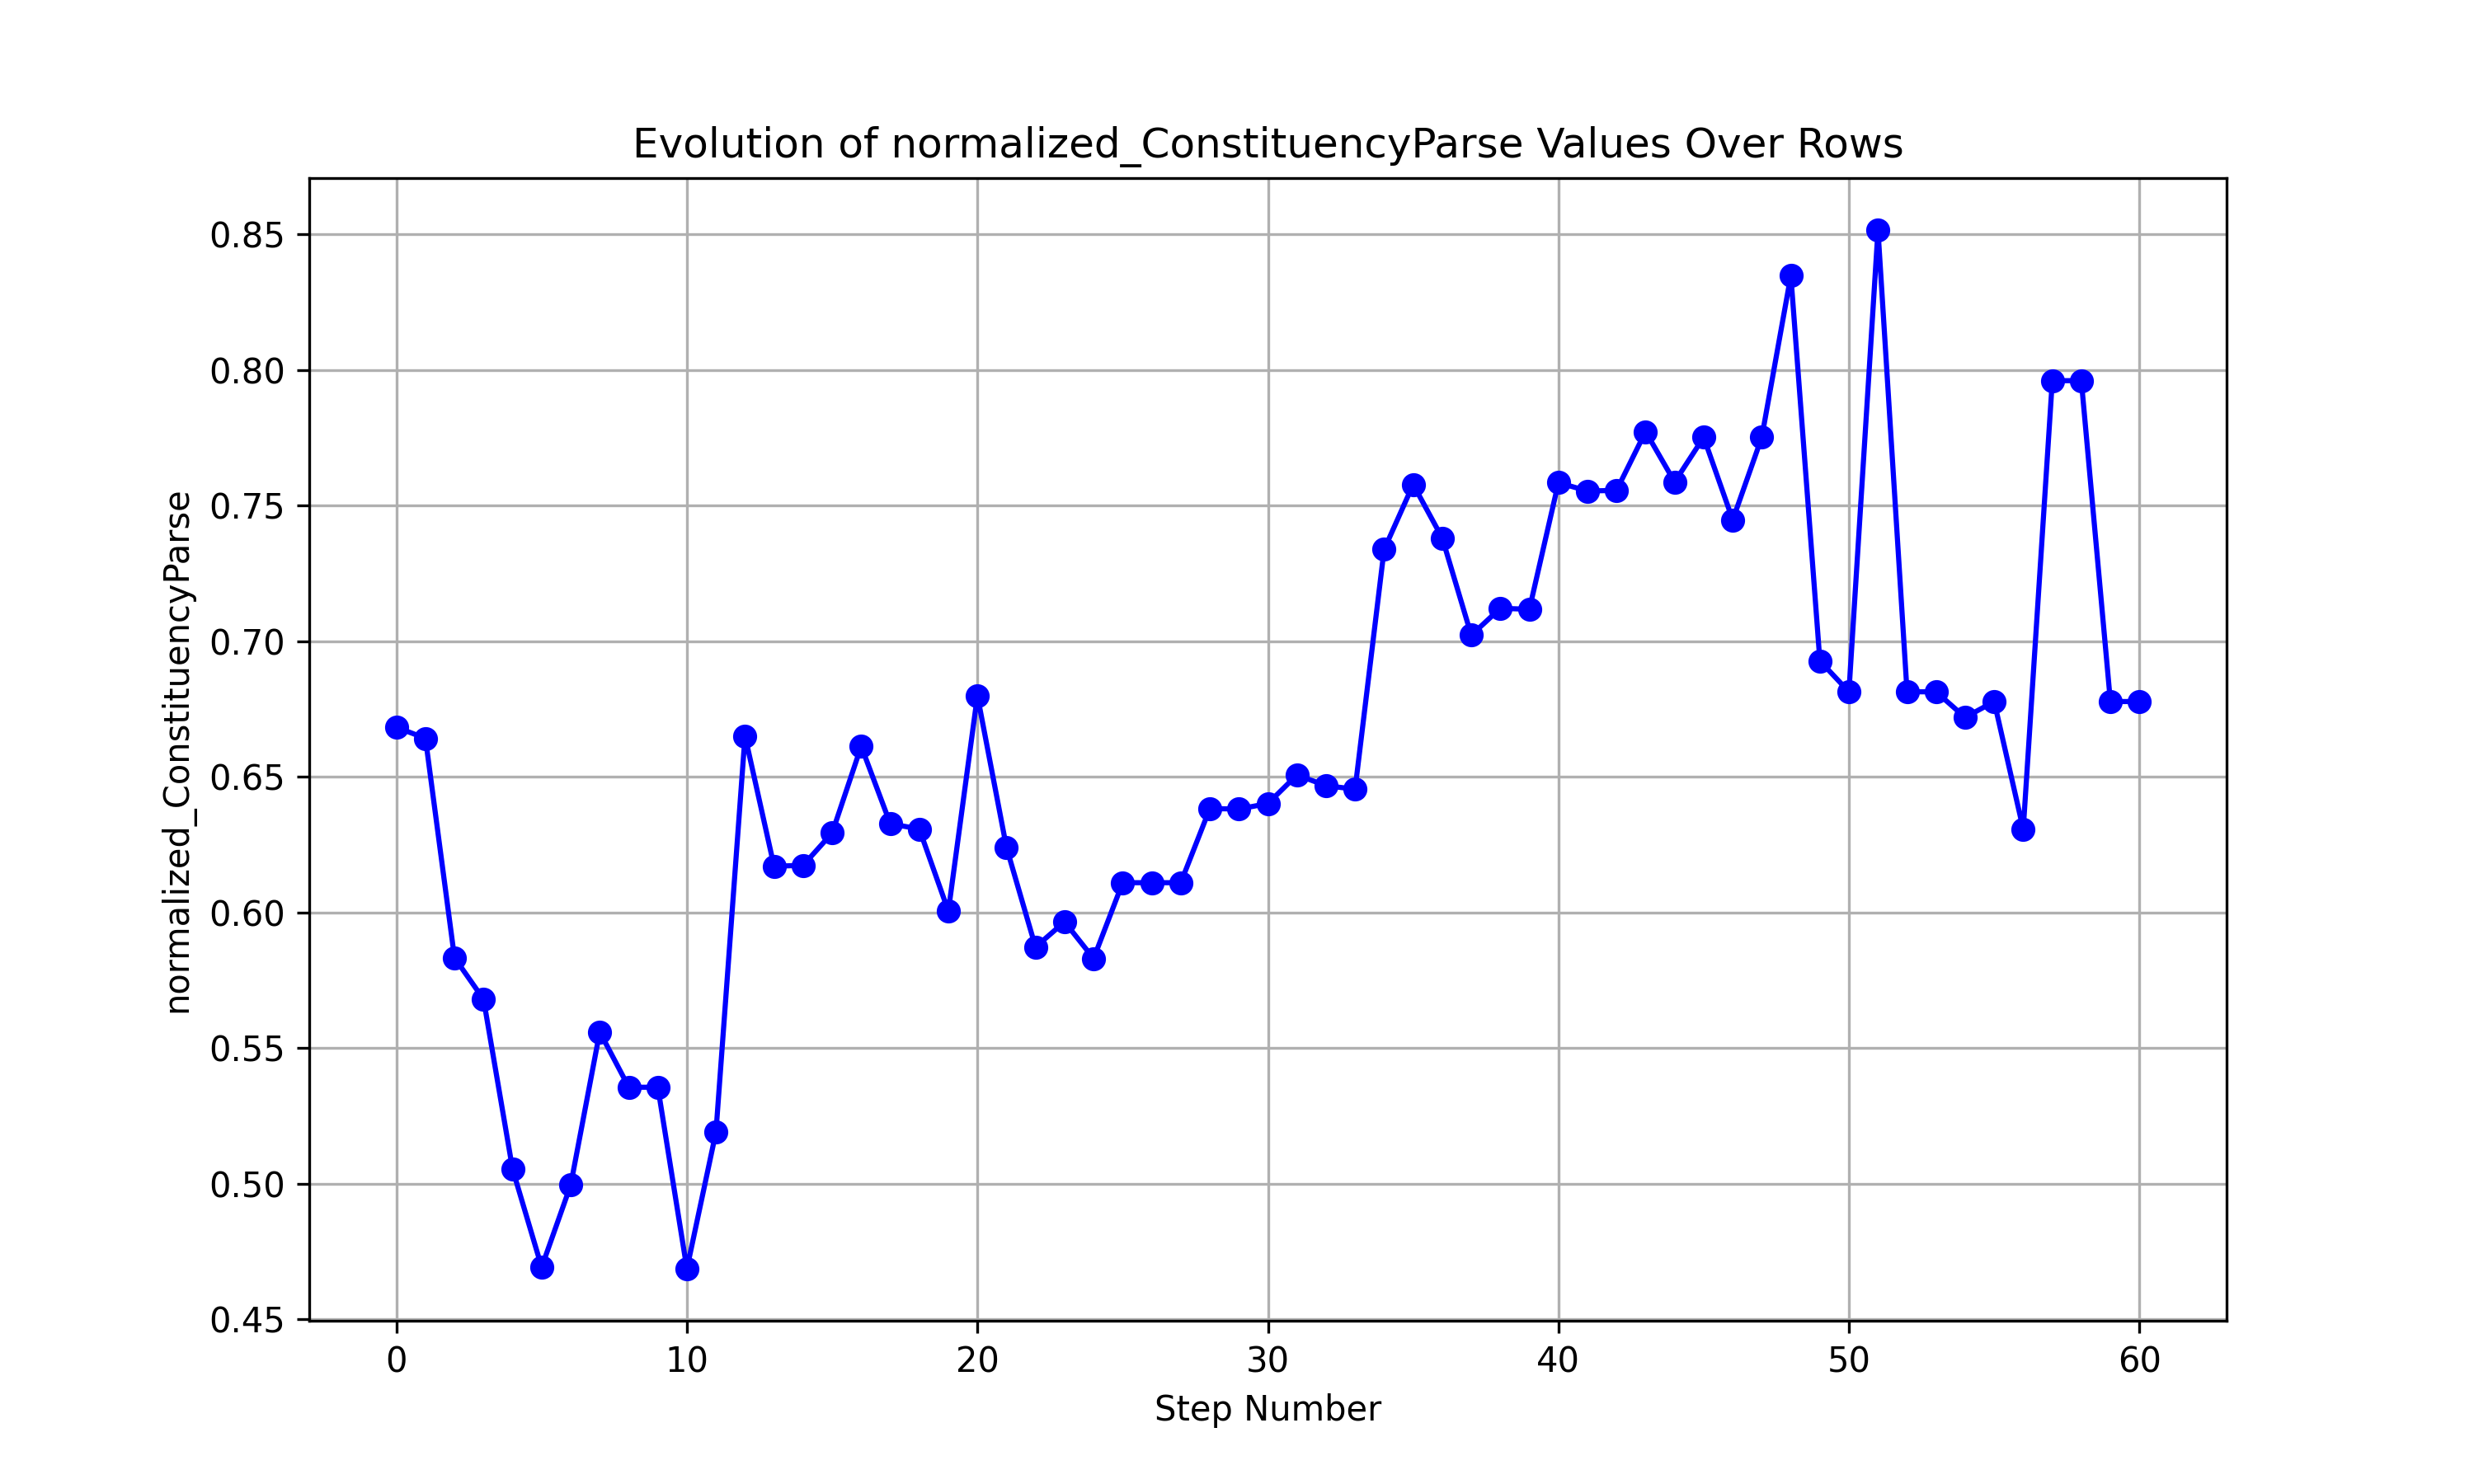 Evolution of normalized_ConstituencyParse Values Over Rows
normalized_ConstituencyParse
0.85
0.80
0.75
0.70
0.65
0.60
0.55
0.50
0.45
0 10 20 30 40 50 60
Step Number